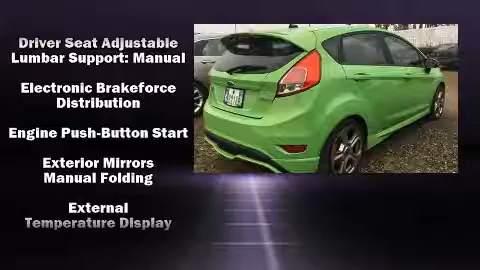 Driver Seat Adjustable
Lumbar Support: Manual
Electronic Brakeforce
Distribution
Engine Push-Button Start
Exterior Mirrors
Manual Folding
External
Temperature Display